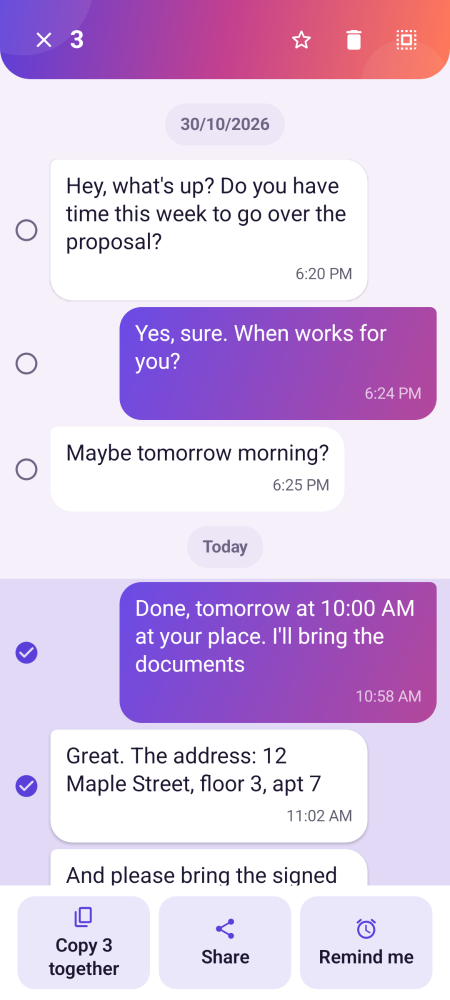 3
30/10/2026
Hey, what's up? Do you have
time this week to go over the
proposal?
6:20 PM
Yes, sure. When works for
you?
6:24 PM
Maybe tomorrow morning?
6:25 PM
Today
Done, tomorrow at 10:00 AM
at your place. I'll bring the
documents
10:58 AM
Great. The address: 12
Maple Street, floor 3, apt 7
11:02 AM
And please bring the signed
Copy 3
together
Share
Remind me